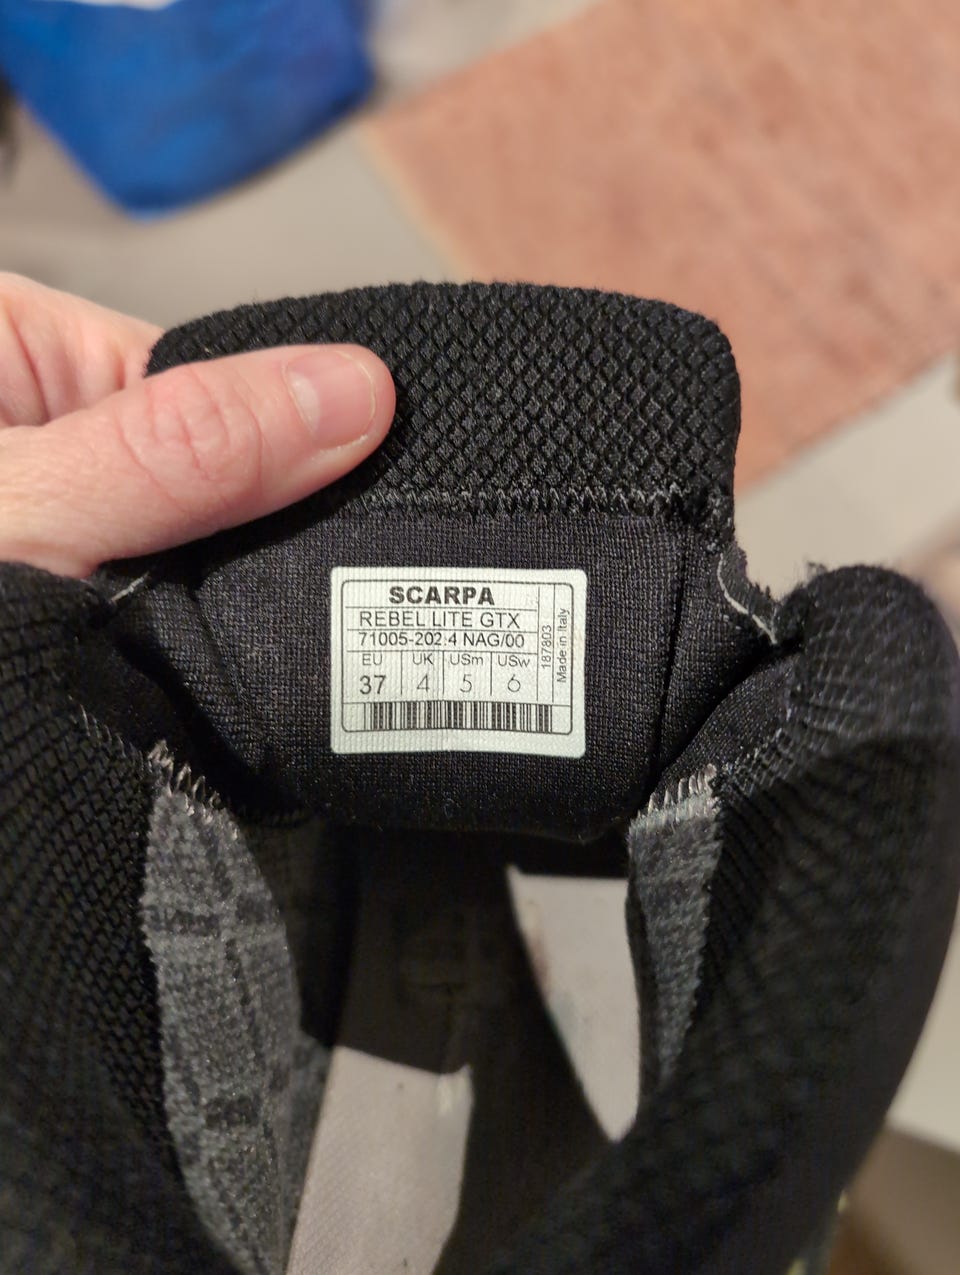 SCARPA
REBEL LITE GTX
71005-202.4 NAG/00
EU UK USm USw
37 4 5 6
187803
Made in Italy